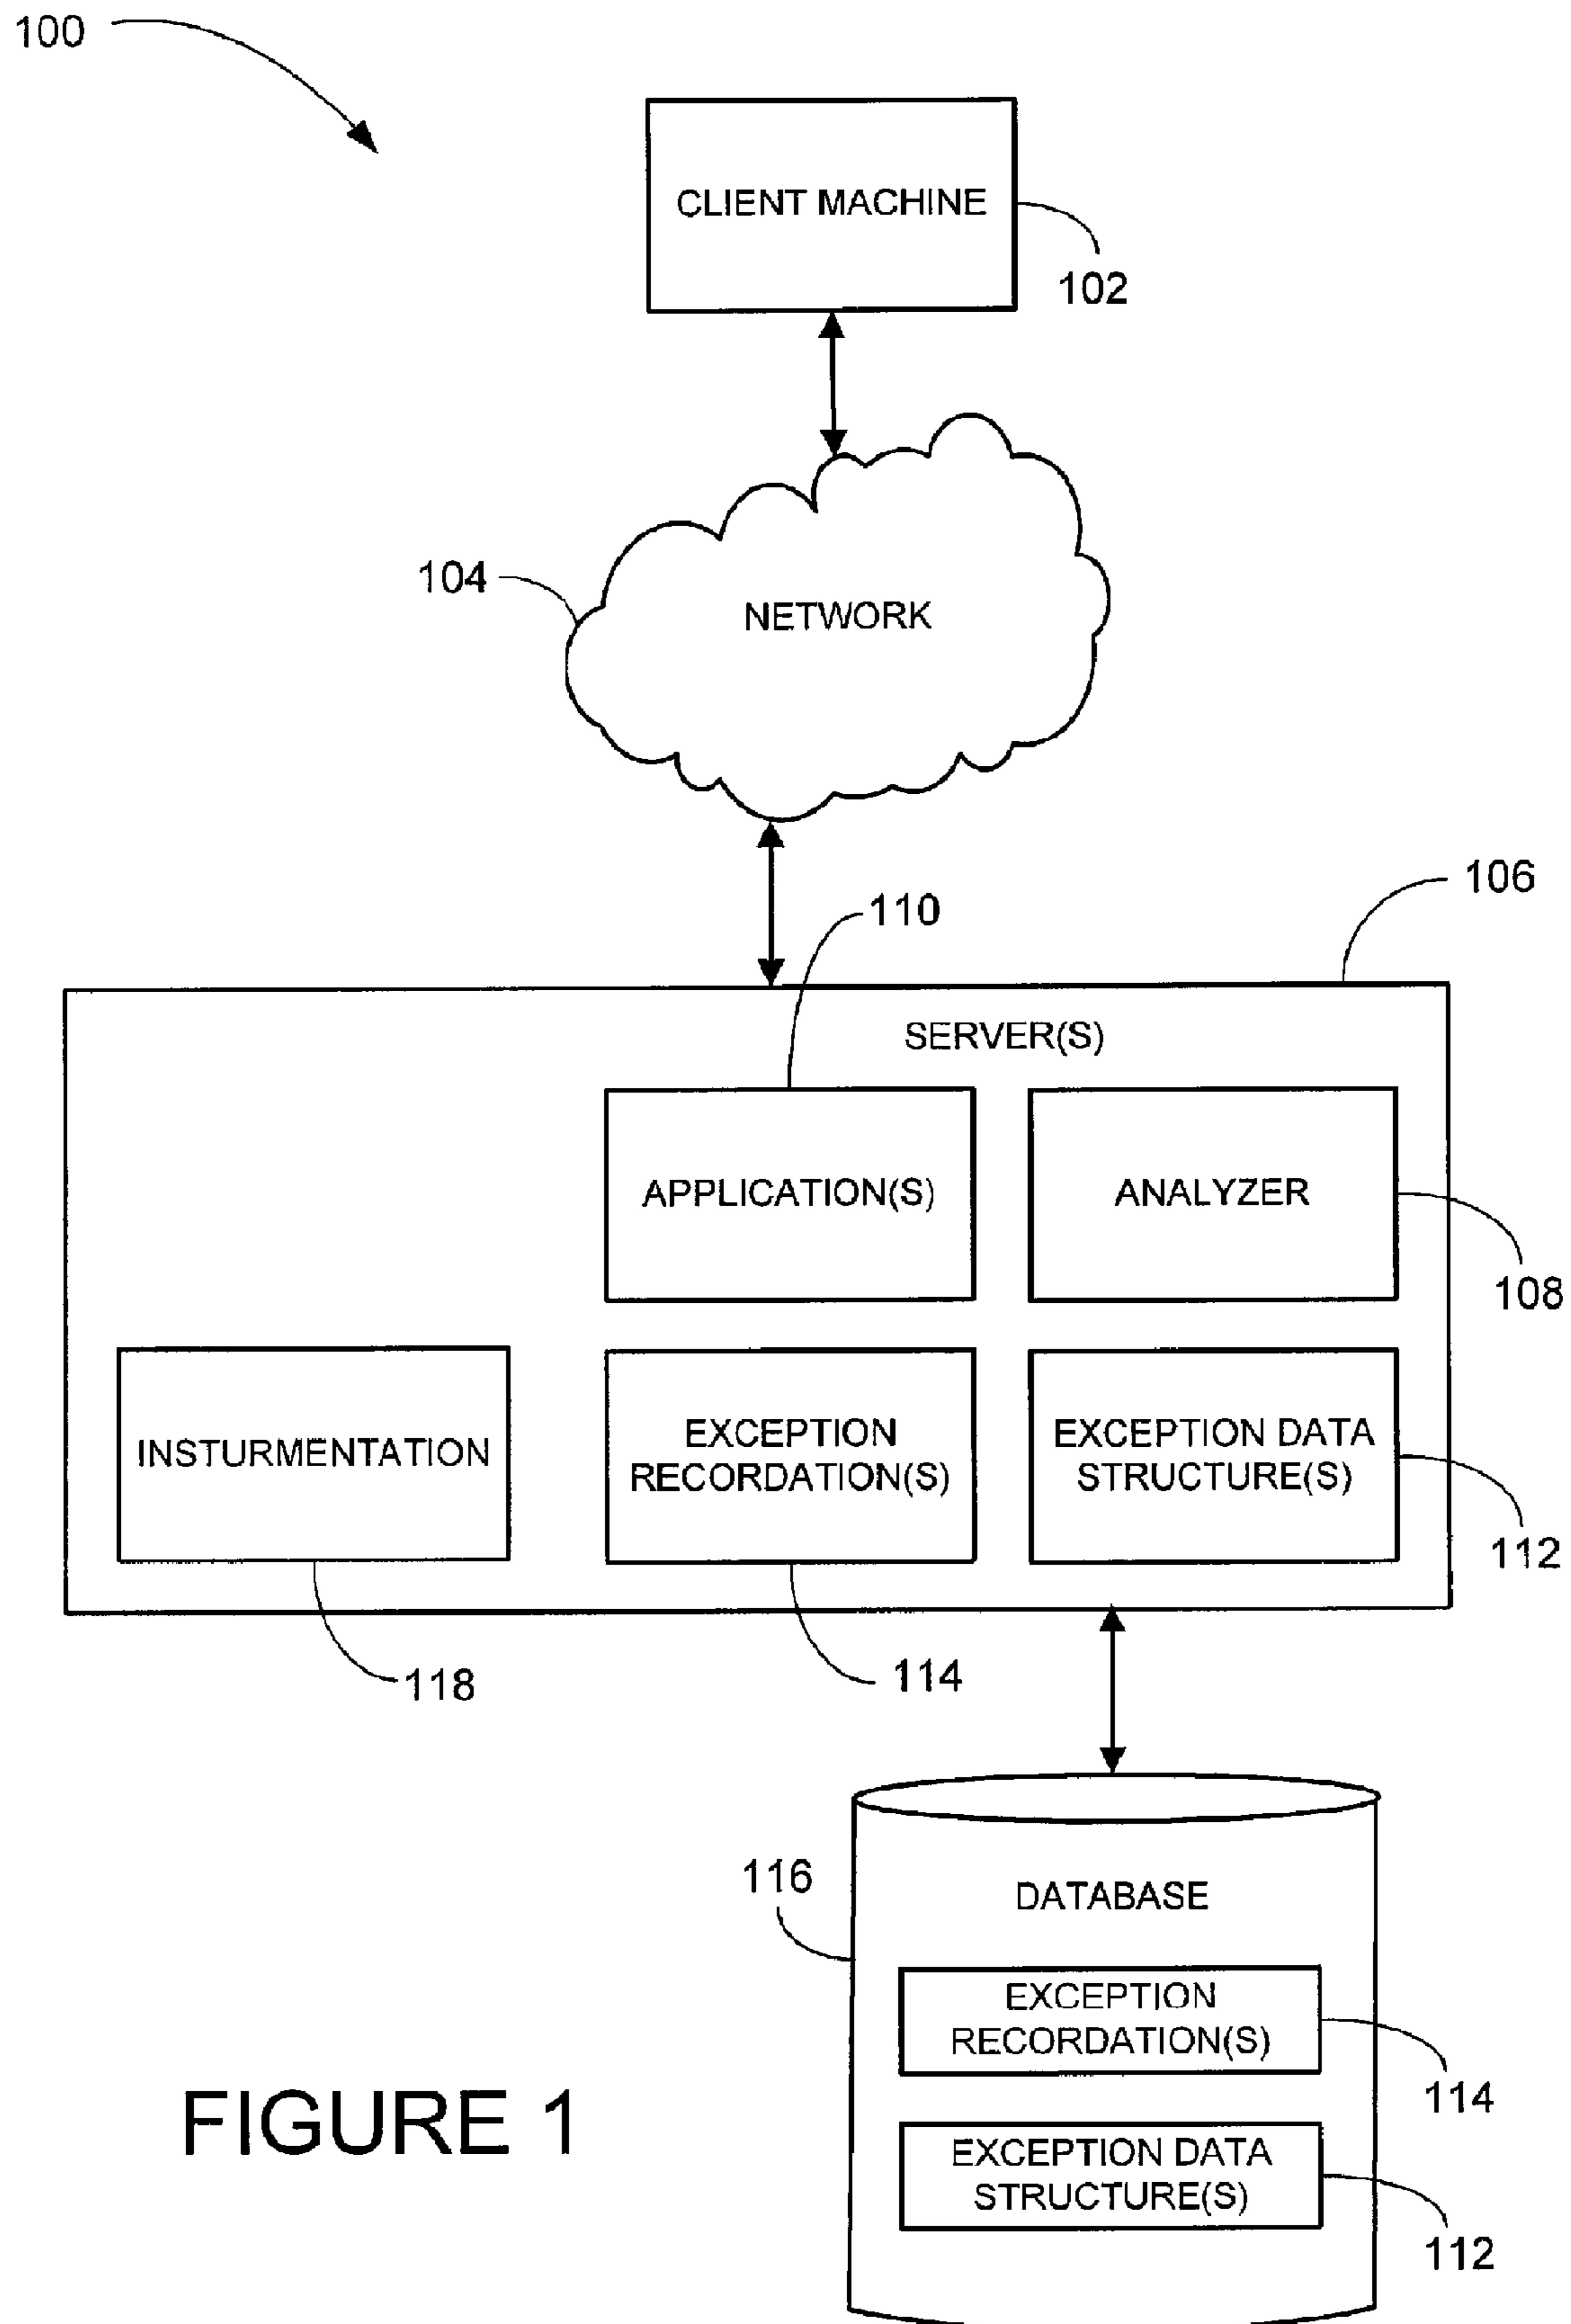 100
CLIENT MACHINE
102
104
NETWORK
106
110
SERVER(S)
APPLICATION(S)
ANALYZER
108
INSTURMENTATION
EXCEPTION
RECORDATION(S)
EXCEPTION DATA
STRUCTURE(S)
112
118
114
116
DATABASE
EXCEPTION
RECORDATION(S)
114
EXCEPTION DATA
STRUCTURE(S)
112
FIGURE 1